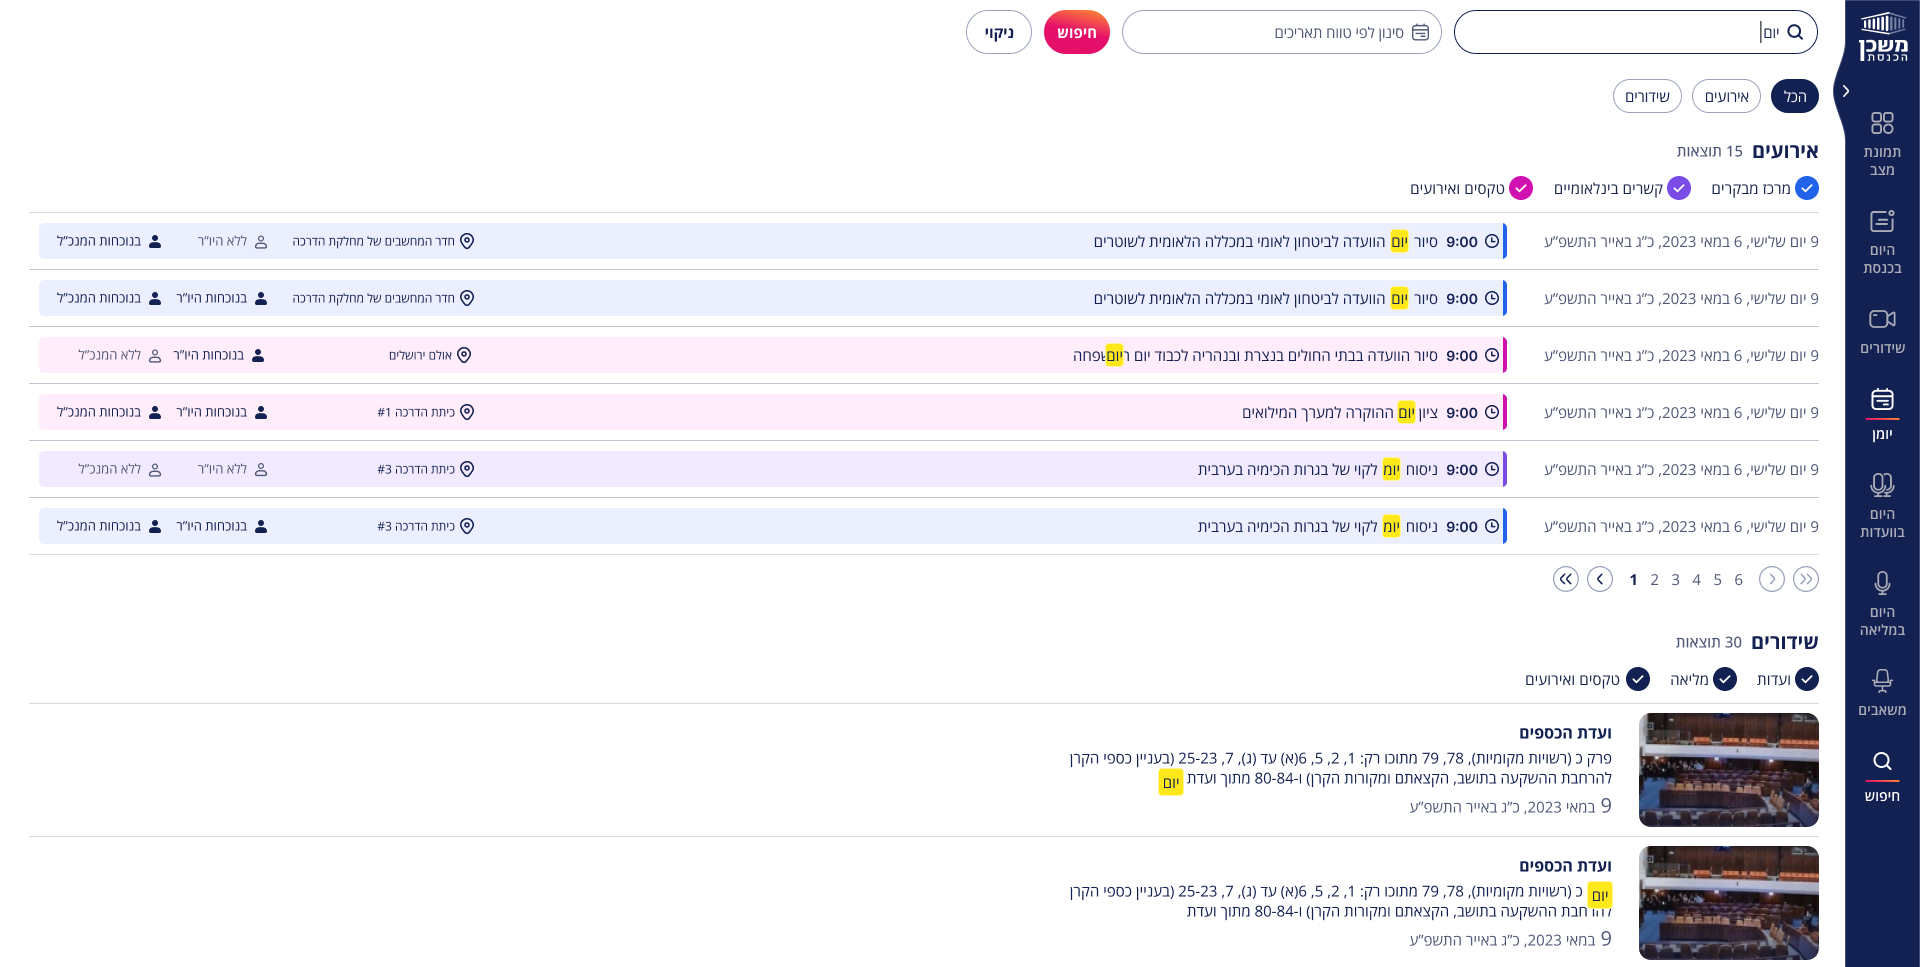 משכן
הכנסת
תמונת
מצב
היום
בכנסת
שידורים
יומן
היום
בוועדות
היום
במליאה
משאבים
חיפוש
יום
סינון לפי טווח תאריכים
חיפוש
ניקוי
הכל
אירועים
שידורים
אירועים 15 תוצאות
מרכז מבקרים
קשרים בינלאומיים
טקסים ואירועים
9 יום שלישי, 6 במאי 2023, כ״ג באייר התשפ״ע 9:00 סיור יום הוועדה לביטחון לאומי במכללה הלאומית לשוטרים חדר המחשבים של מחלקת הדרכה ללא היו״ר בנוכחות המנכ״ל
9 יום שלישי, 6 במאי 2023, כ״ג באייר התשפ״ע 9:00 סיור יום הוועדה לביטחון לאומי במכללה הלאומית לשוטרים חדר המחשבים של מחלקת הדרכה בנוכחות היו״ר בנוכחות המנכ״ל
9 יום שלישי, 6 במאי 2023, כ״ג באייר התשפ״ע 9:00 סיור הוועדה בבתי החולים בנצרת ובנהריה לכבוד יום יום אולם ירושלים בנוכחות היו״ר ללא המנכ״ל
9 יום שלישי, 6 במאי 2023, כ״ג באייר התשפ״ע 9:00 ציון יום ההוקרה למערך המילואים כיתת הדרכה 1# בנוכחות היו״ר בנוכחות המנכ״ל
9 יום שלישי, 6 במאי 2023, כ״ג באייר התשפ״ע 9:00 ניסוח יומ לקוי של בגרות הכימיה בערבית כיתת הדרכה 3# ללא היו״ר ללא המנכ״ל
9 יום שלישי, 6 במאי 2023, כ״ג באייר התשפ״ע 9:00 ניסוח יומ לקוי של בגרות הכימיה בערבית כיתת הדרכה 3# בנוכחות היו״ר בנוכחות המנכ״ל
1 2 3 4 5 6
שידורים 30 תוצאות
ועדות
מליאה
טקסים ואירועים
ועדת הכספים
פרק כ (רשויות מקומיות), 78, 79 מתוכו רק: 1, 2, 5, 6(א) עד (ג), 7, 25-23 (בעניין כספי הקרן
להרחבת ההשקעה בתושב, הקצאתם ומקורות הקרן) ו-80-84 מתוך ועדת יום
9 במאי 2023, כ״ג באייר התשפ״ע
ועדת הכספים
יום כ (רשויות מקומיות), 78, 79 מתוכו רק: 1, 2, 5, 6(א) עד (ג), 7, 25-23 (בעניין כספי הקרן
להרחבת ההשקעה בתושב, הקצאתם ומקורות הקרן) ו-80-84 מתוך ועדת
9 במאי 2023, כ״ג באייר התשפ״ע